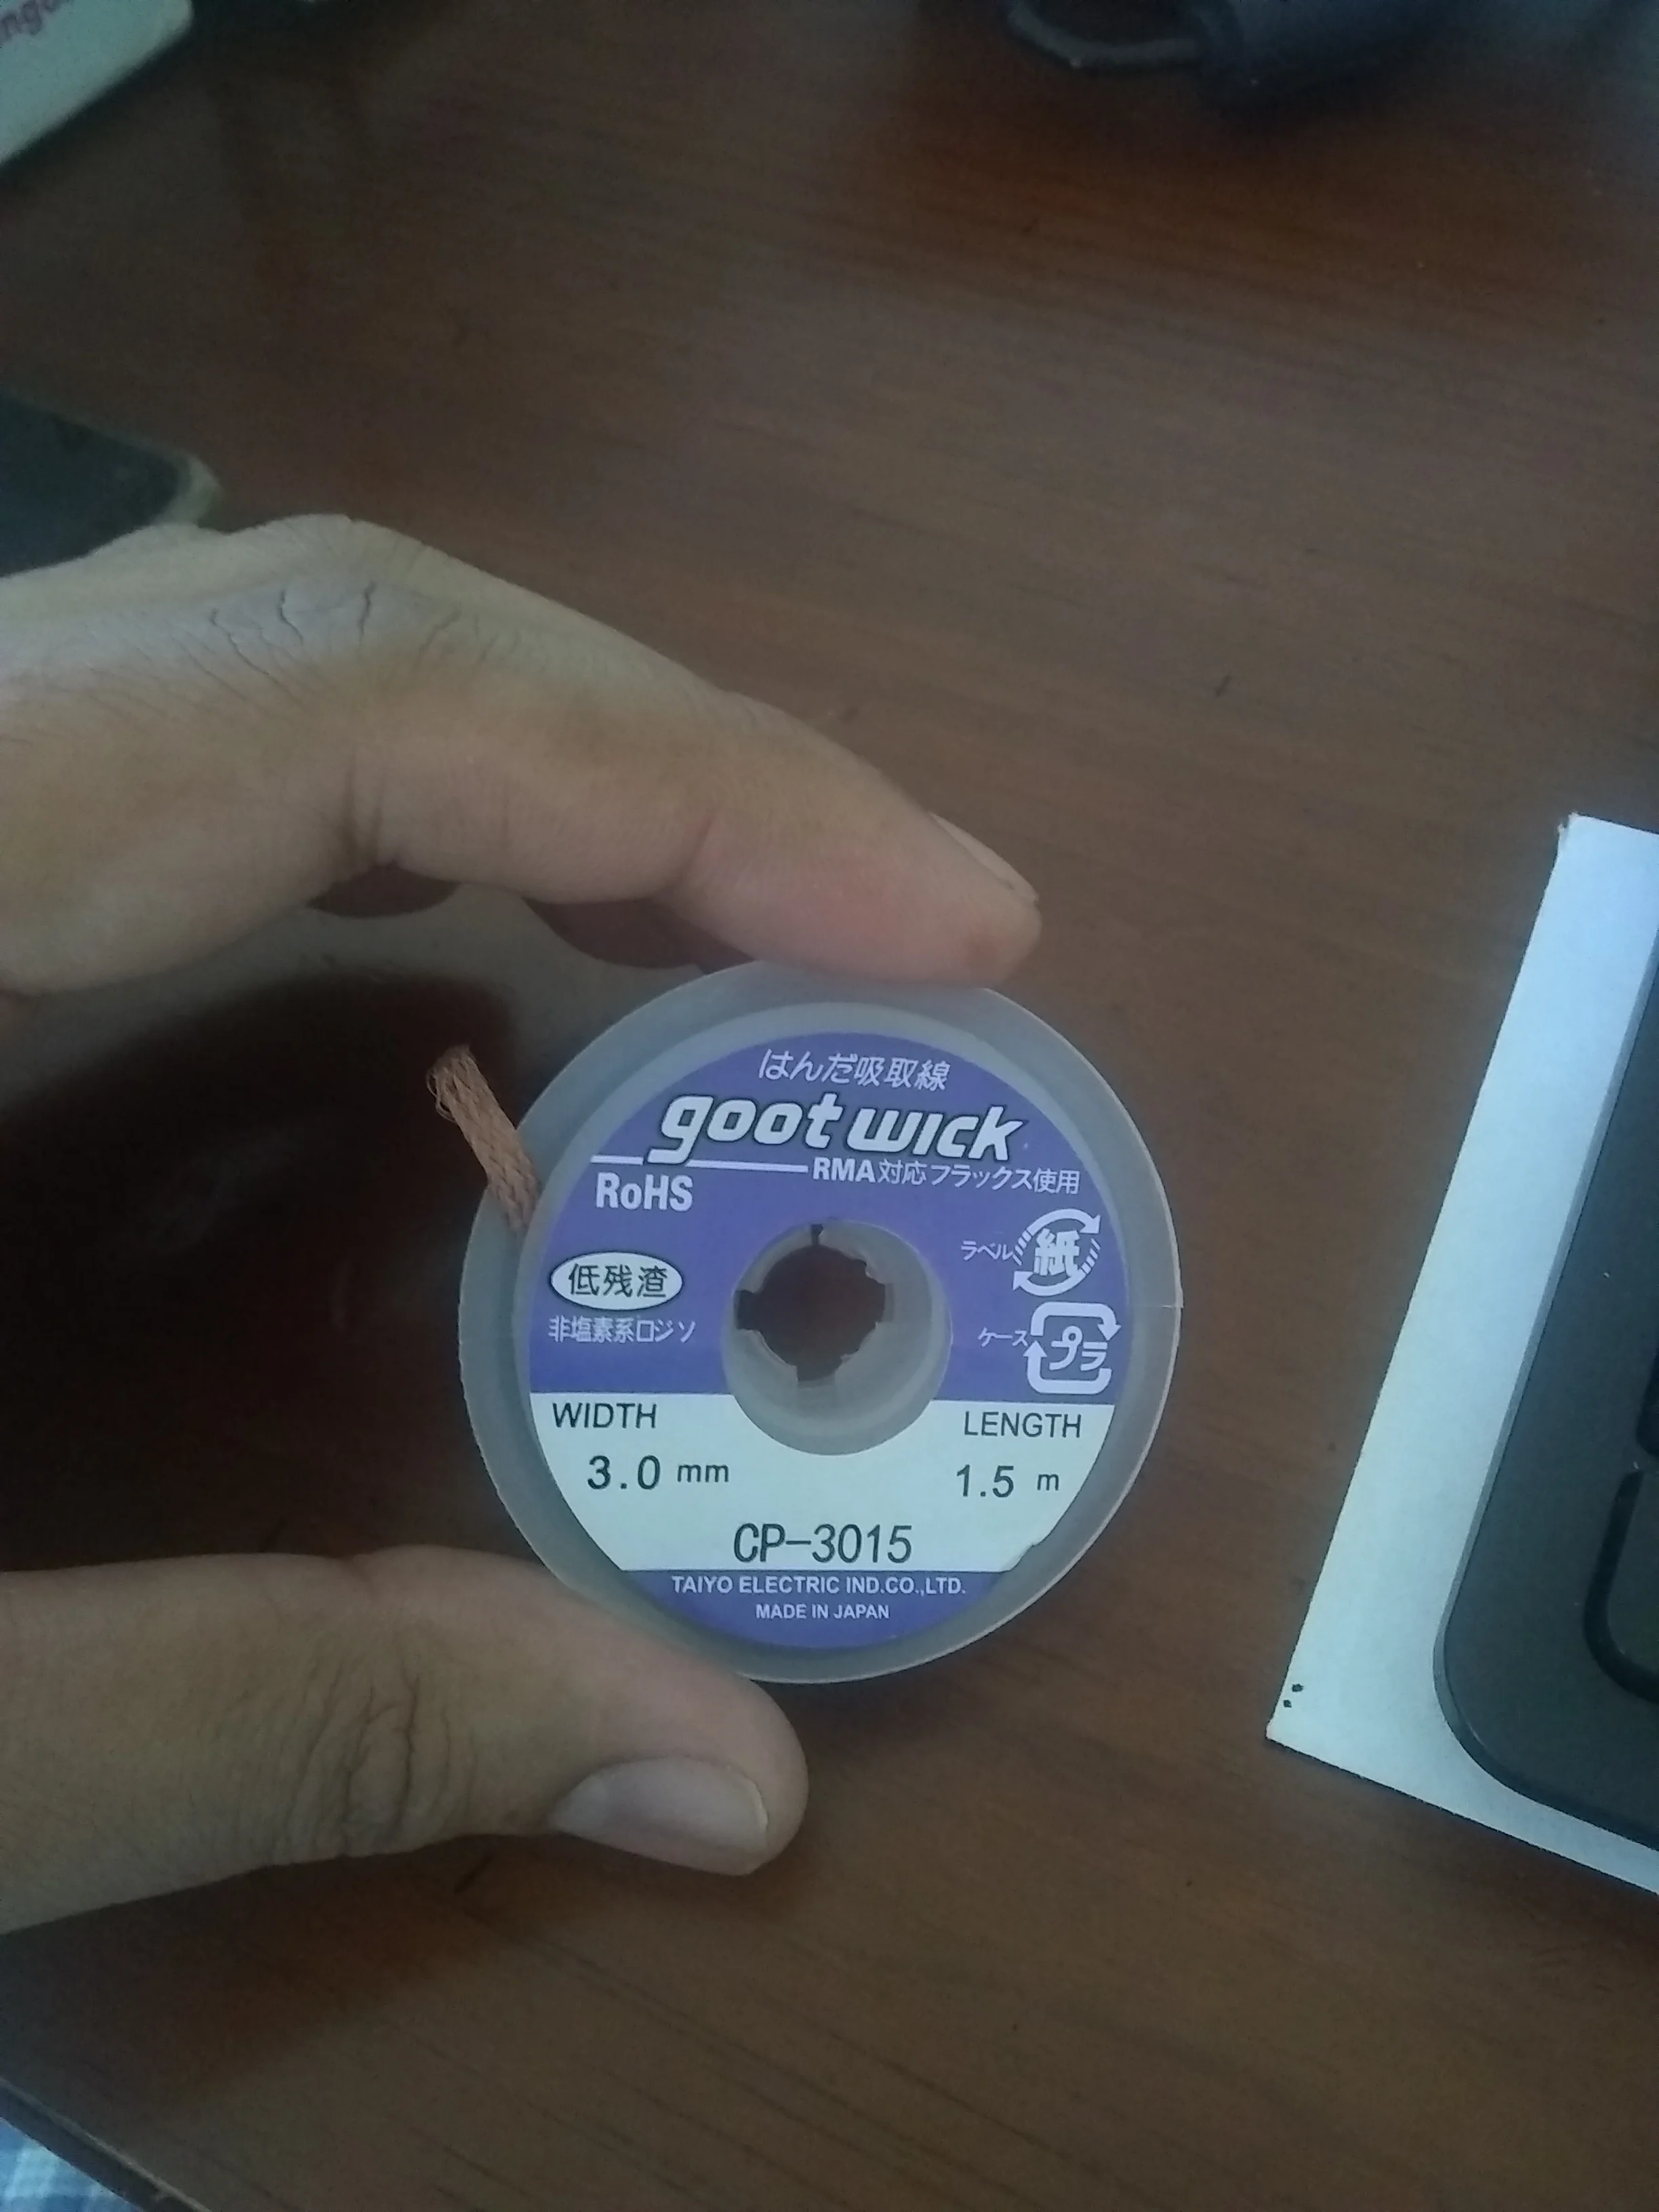 はんだ吸取線
goot wick
RMA対応フラックス使用
RoHS
ラベル 紙
低残渣
非塩素系ロジソ
ケース プラ
WIDTH
LENGTH
3.0 mm
1.5 m
CP-3015
TAIYO ELECTRIC IND.CO.,LTD.
MADE IN JAPAN